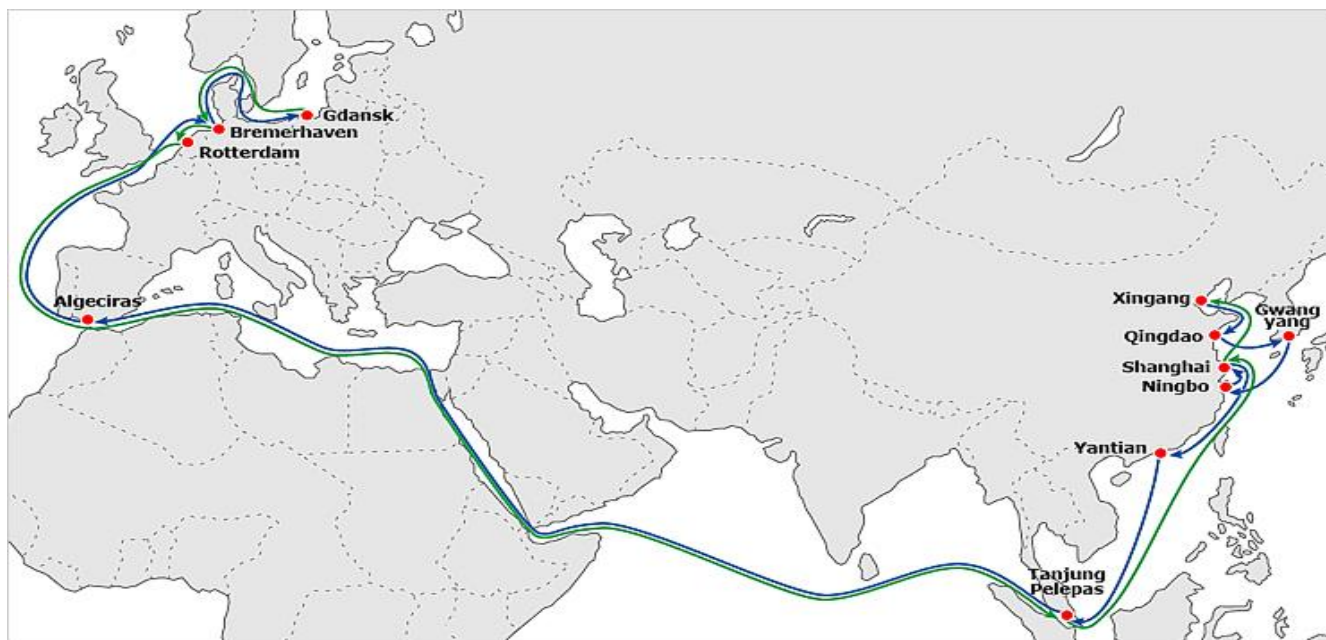 Gdansk
Bremerhaven
Rotterdam
Algeciras
Xingang
Gwang
yang
Qingdao
Shanghai
Ningbo
Yantian
Tanjung
Pelepas